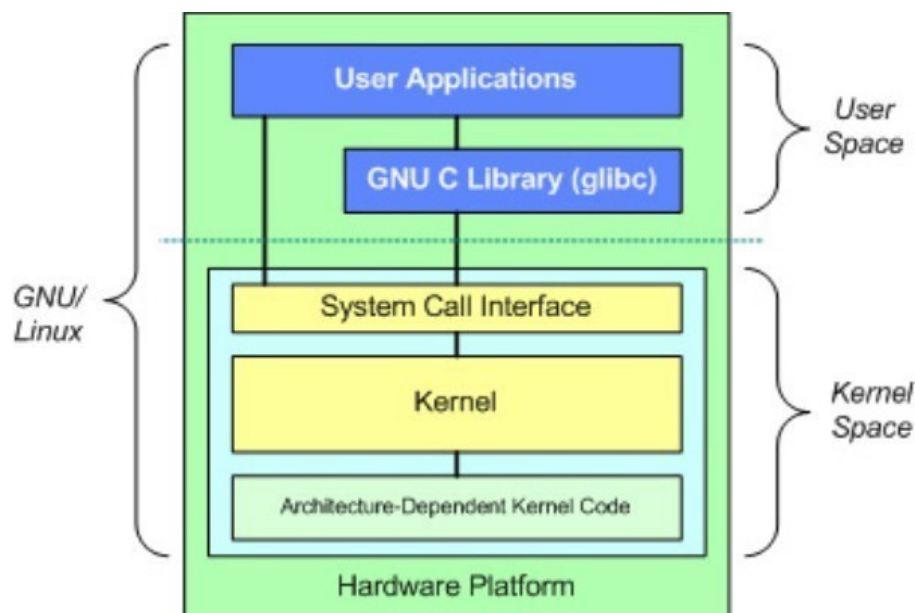 User Applications
User
Space
GNU C Library (glibc)
GNU/
Linux
System Call Interface
Kernel
Kernel
Space
Architecture-Dependent Kernel Code
Hardware Platform